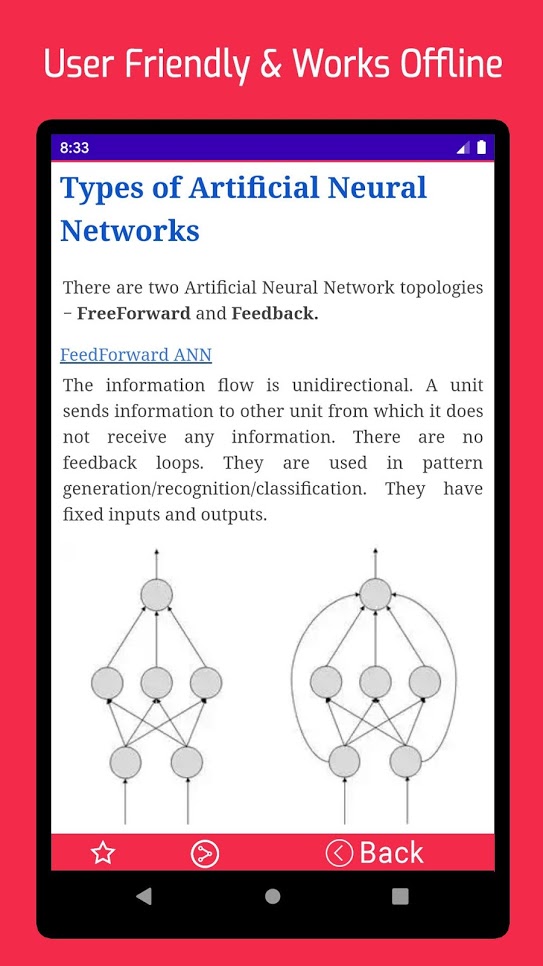 User Friendly & Works Offline
8:33
Types of Artificial Neural
Networks
There are two Artificial Neural Network topologies
− FreeForward and Feedback.
FeedForward ANN
The information flow is unidirectional. A unit
sends information to other unit from which it does
not receive any information. There are no
feedback loops. They are used in pattern
generation/recognition/classification. They have
fixed inputs and outputs.
Back